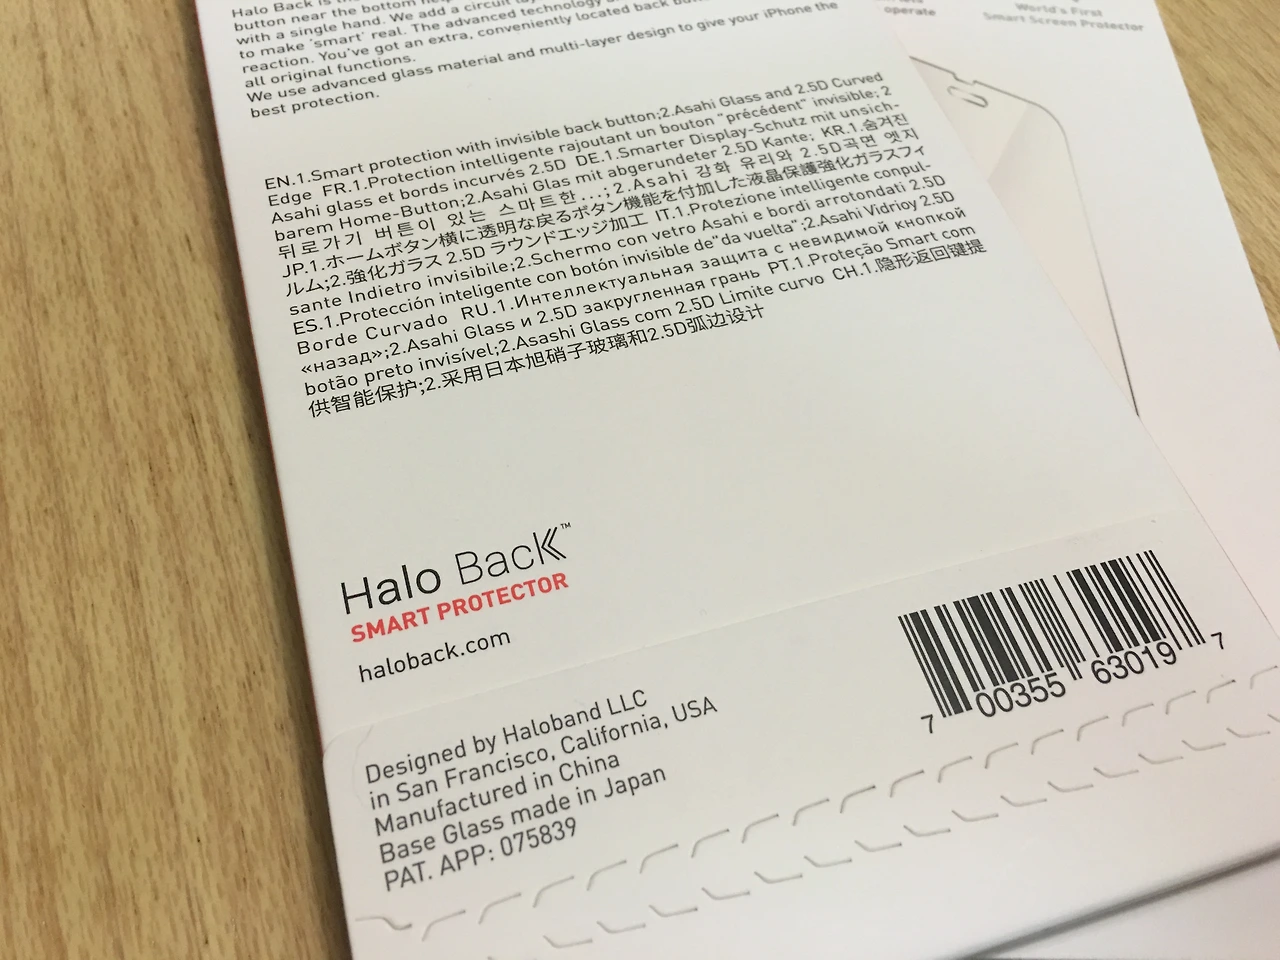 Halo Back is the
button near the bottom
with a single hand. We add a circuit
to make 'smart' real. The advanced technology
reaction. You've got an extra, conveniently located back
all original functions.
We use advanced glass material and multi-layer design to give your iPhone the
best protection.
operate
World's First
Smart Screen Protector
EN.1.Smart protection with invisible back button;2.Asahi Glass and 2.5D Curved
Edge FR.1.Protection intelligente rajoutant un bouton "précédent" invisible; 2
Asahi glass et bords incurvés 2.5D DE.1.Smarter Display-Schutz mit unsich-
barem Home-Button;2.Asahi Glas mit abgerundeter 2.5D Kante; KR.1.숨겨진
뒤로가기 버튼이 있는 스마트한...;2.Asahi 강화 유리와 2.5D곡면 엣지
JP.1.ホームボタン横に透明な戻るボタン機能を付加した液晶保護強化ガラスフィ
ルム;2.強化ガラス 2.5D ラウンドエッジ加工 IT.1.Protezione intelligente conpul-
sante Indietro invisibile;2.Schermo con vetro Asahi e bordi arrotondati 2.5D
ES.1.Protección inteligente con botón invisible de"da vuelta";2.Asahi Vidrioy 2.5D
Borde Curvado RU.1.Интеллектуальная защита с невидимой кнопкой
«назад»;2.Asahi Glass и 2.5D закругленная грань PT.1.Proteção Smart com
botão preto invisível;2.Asashi Glass com 2.5D Limite curvo CH.1.隐形返回键提
供智能保护;2.采用日本旭硝子玻璃和2.5D弧边设计
Halo Back™
SMART PROTECTOR
haloback.com
Designed by Haloband LLC
in San Francisco, California, USA
Manufactured in China
Base Glass made in Japan
PAT. APP: 075839
7 00355 63019 7